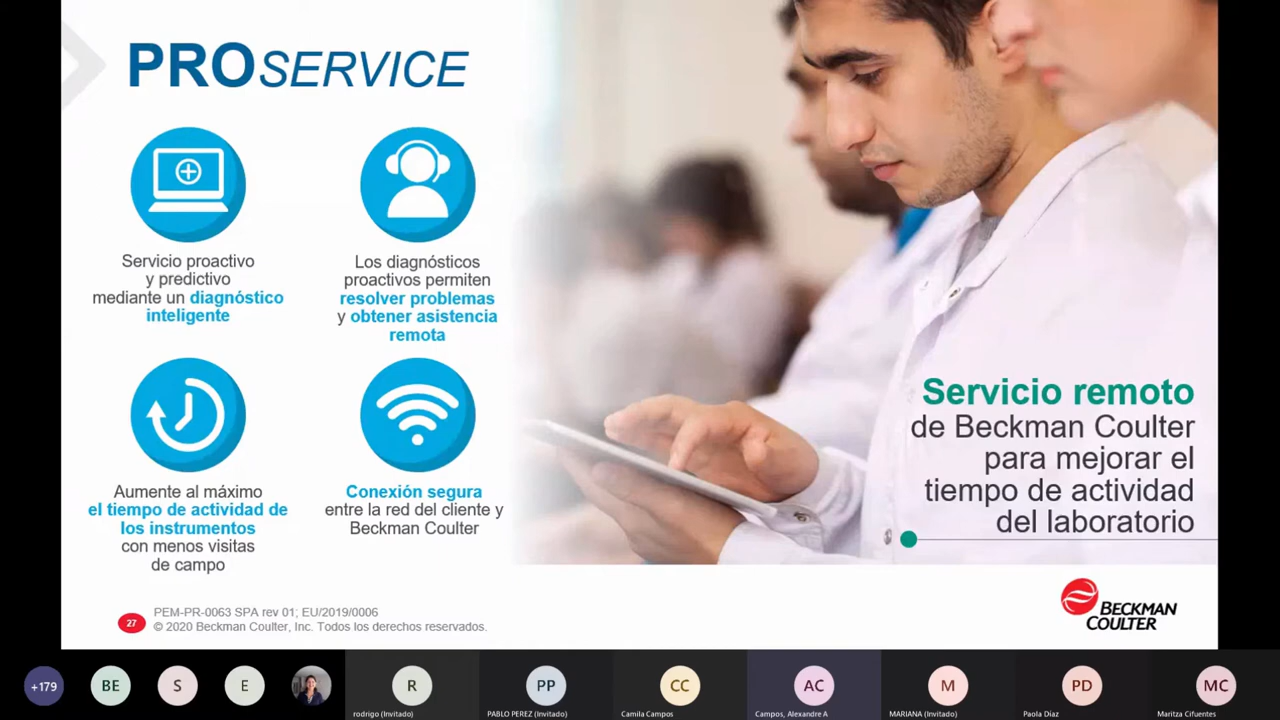 PROSERVICE
Servicio proactivo
y predictivo
mediante un diagnóstico
inteligente
Los diagnósticos
proactivos permiten
resolver problemas
y obtener asistencia
remota
Aumente al máximo
el tiempo de actividad de
los instrumentos
con menos visitas
de campo
Conexión segura
entre la red del cliente y
Beckman Coulter
Servicio remoto
de Beckman Coulter
para mejorar el
tiempo de actividad
del laboratorio
27
PEM-PR-0063 SPA rev 01; EU/2019/0006
© 2020 Beckman Coulter, Inc. Todos los derechos reservados.
BECKMAN
COULTER
+179
BE
S
E
R
rodrigo (Invitado)
PP
PABLO PEREZ (Invitado)
CC
Camila Campos
AC
Campos, Alexandre A
M
MARIANA (Invitado)
PD
Paola Díaz
MC
Maritza Cifuentes